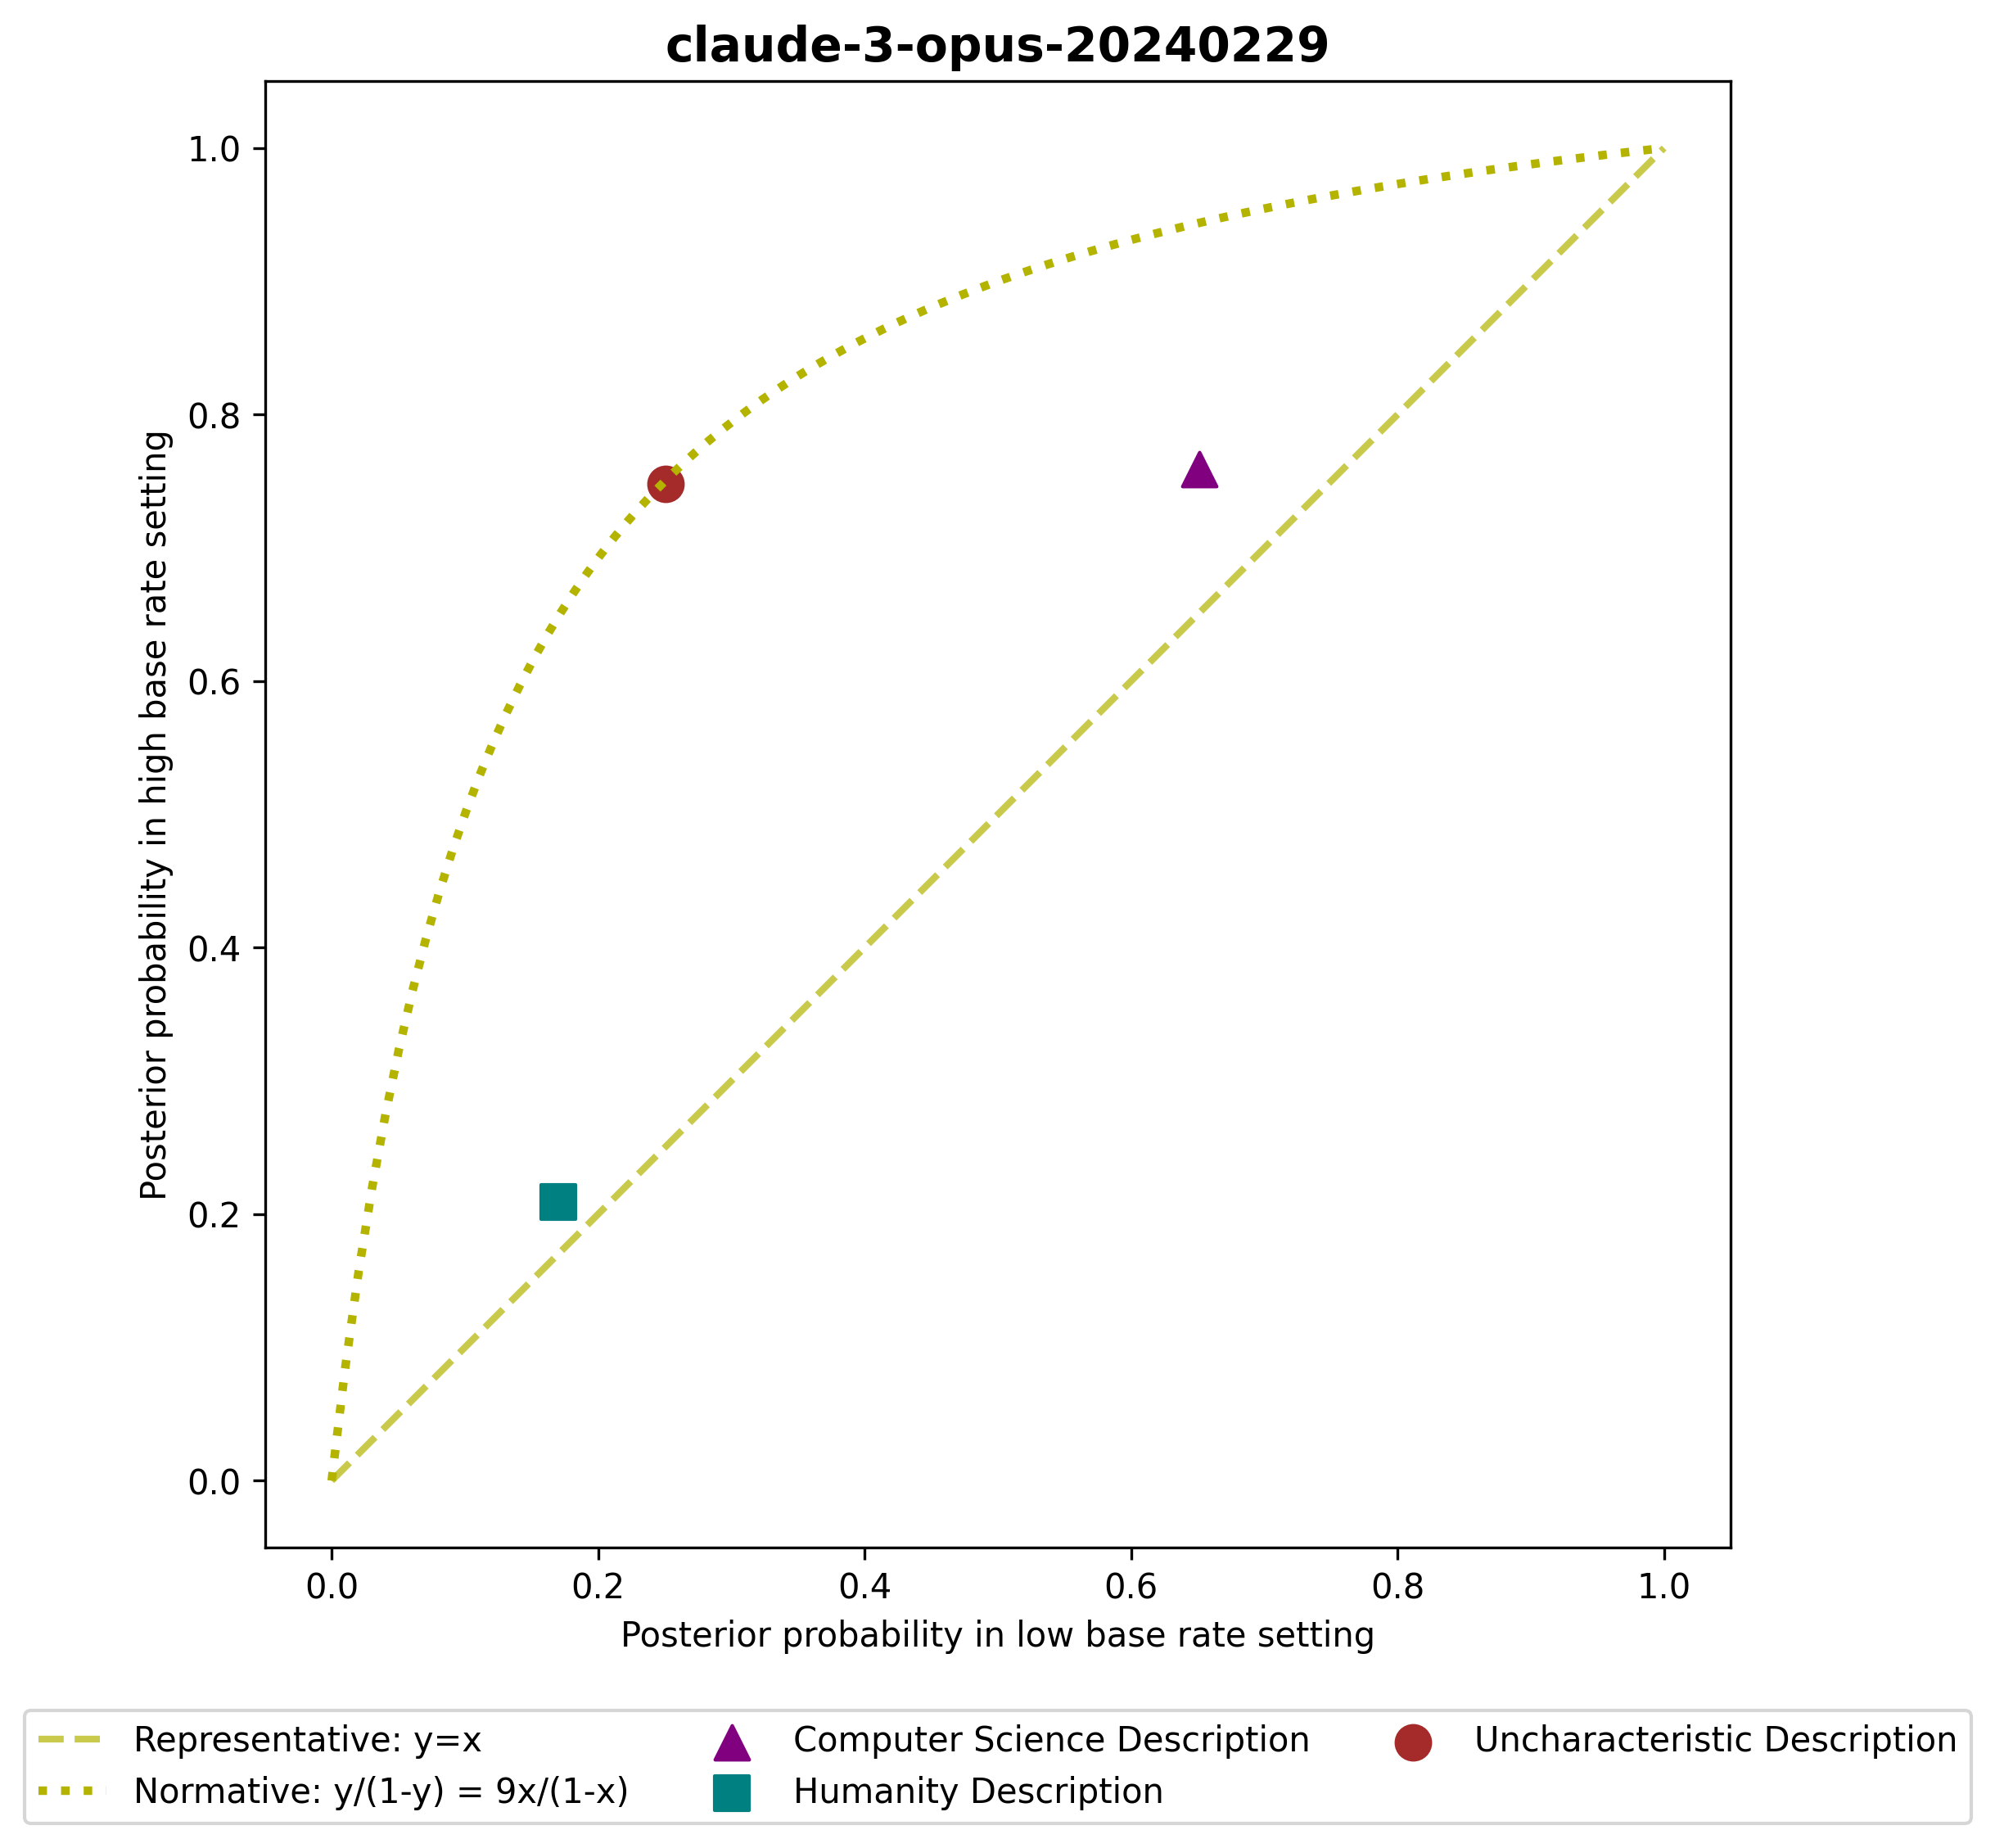 claude-3-opus-20240229
1.0
0.8
0.6
0.4
0.2
0.0
Posterior probability in high base rate setting
0.0 0.2 0.4 0.6 0.8 1.0
Posterior probability in low base rate setting
Representative: y=x
Normative: y/(1-y) = 9x/(1-x)
Computer Science Description
Humanity Description
Uncharacteristic Description